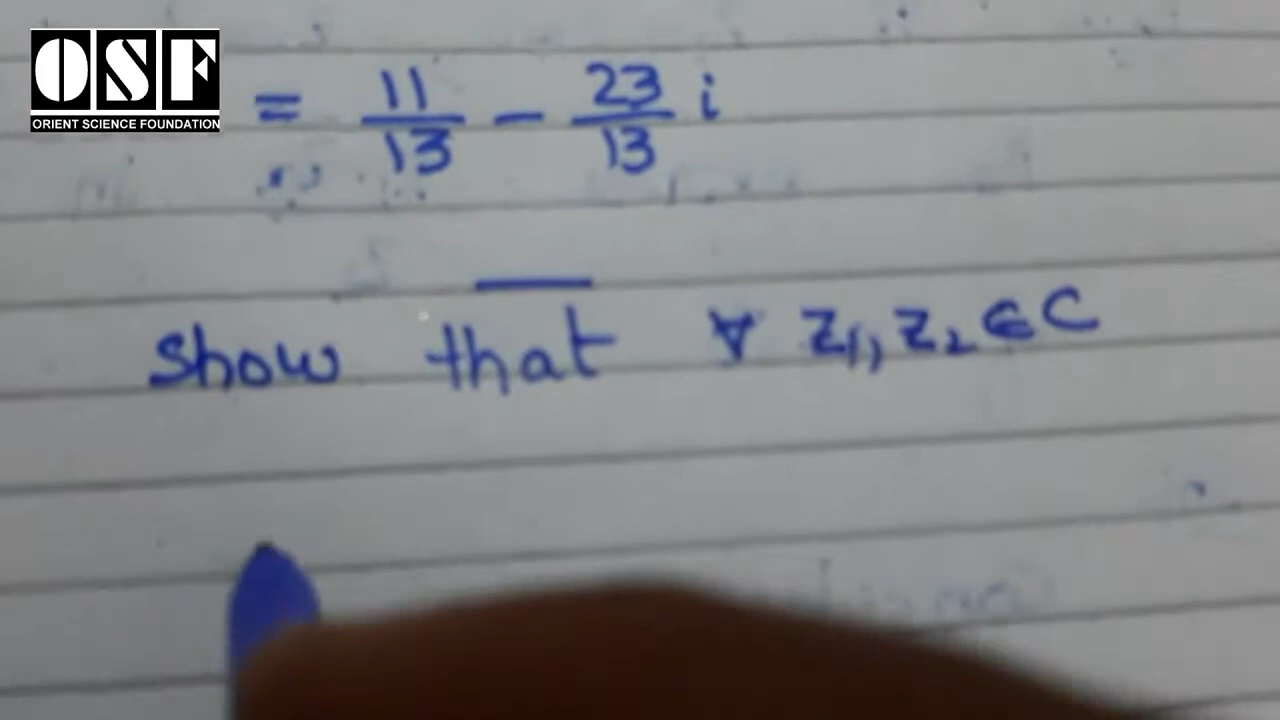 OSF
ORIENT SCIENCE FOUNDATION
= 11/13 - 23/13 i
Show that ∀ z₁, z₂ ∈ C